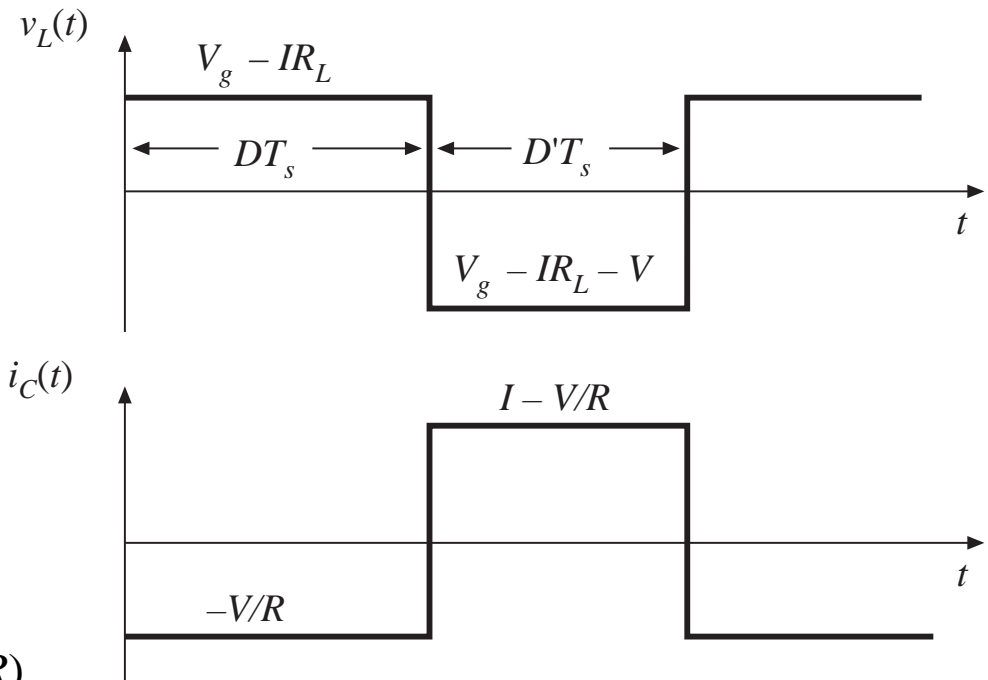 v_L(t)
V_g – IR_L
DT_s
D'T_s
t
V_g – IR_L – V
i_C(t)
I – V/R
t
–V/R
R)